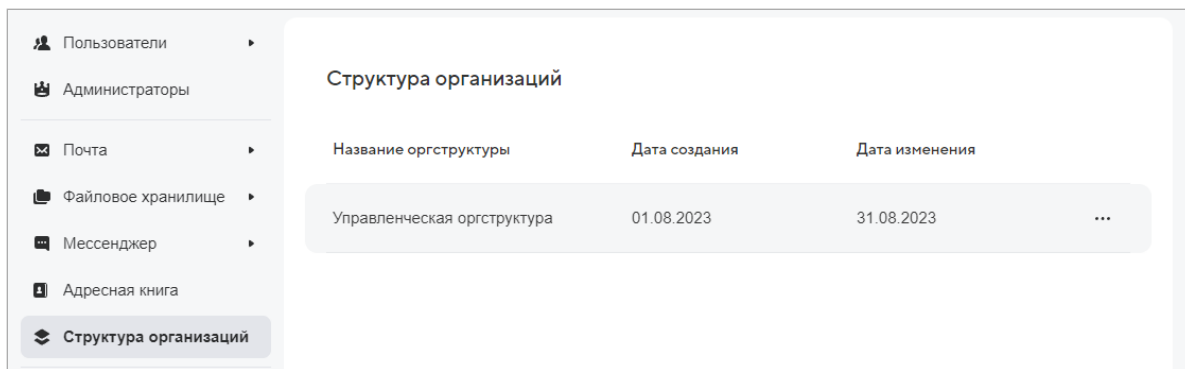 Пользователи
Администраторы
Почта
Файловое хранилище
Мессенджер
Адресная книга
Структура организаций
Структура организаций
Название оргструктуры Дата создания Дата изменения
Управленческая оргструктура 01.08.2023 31.08.2023 ...